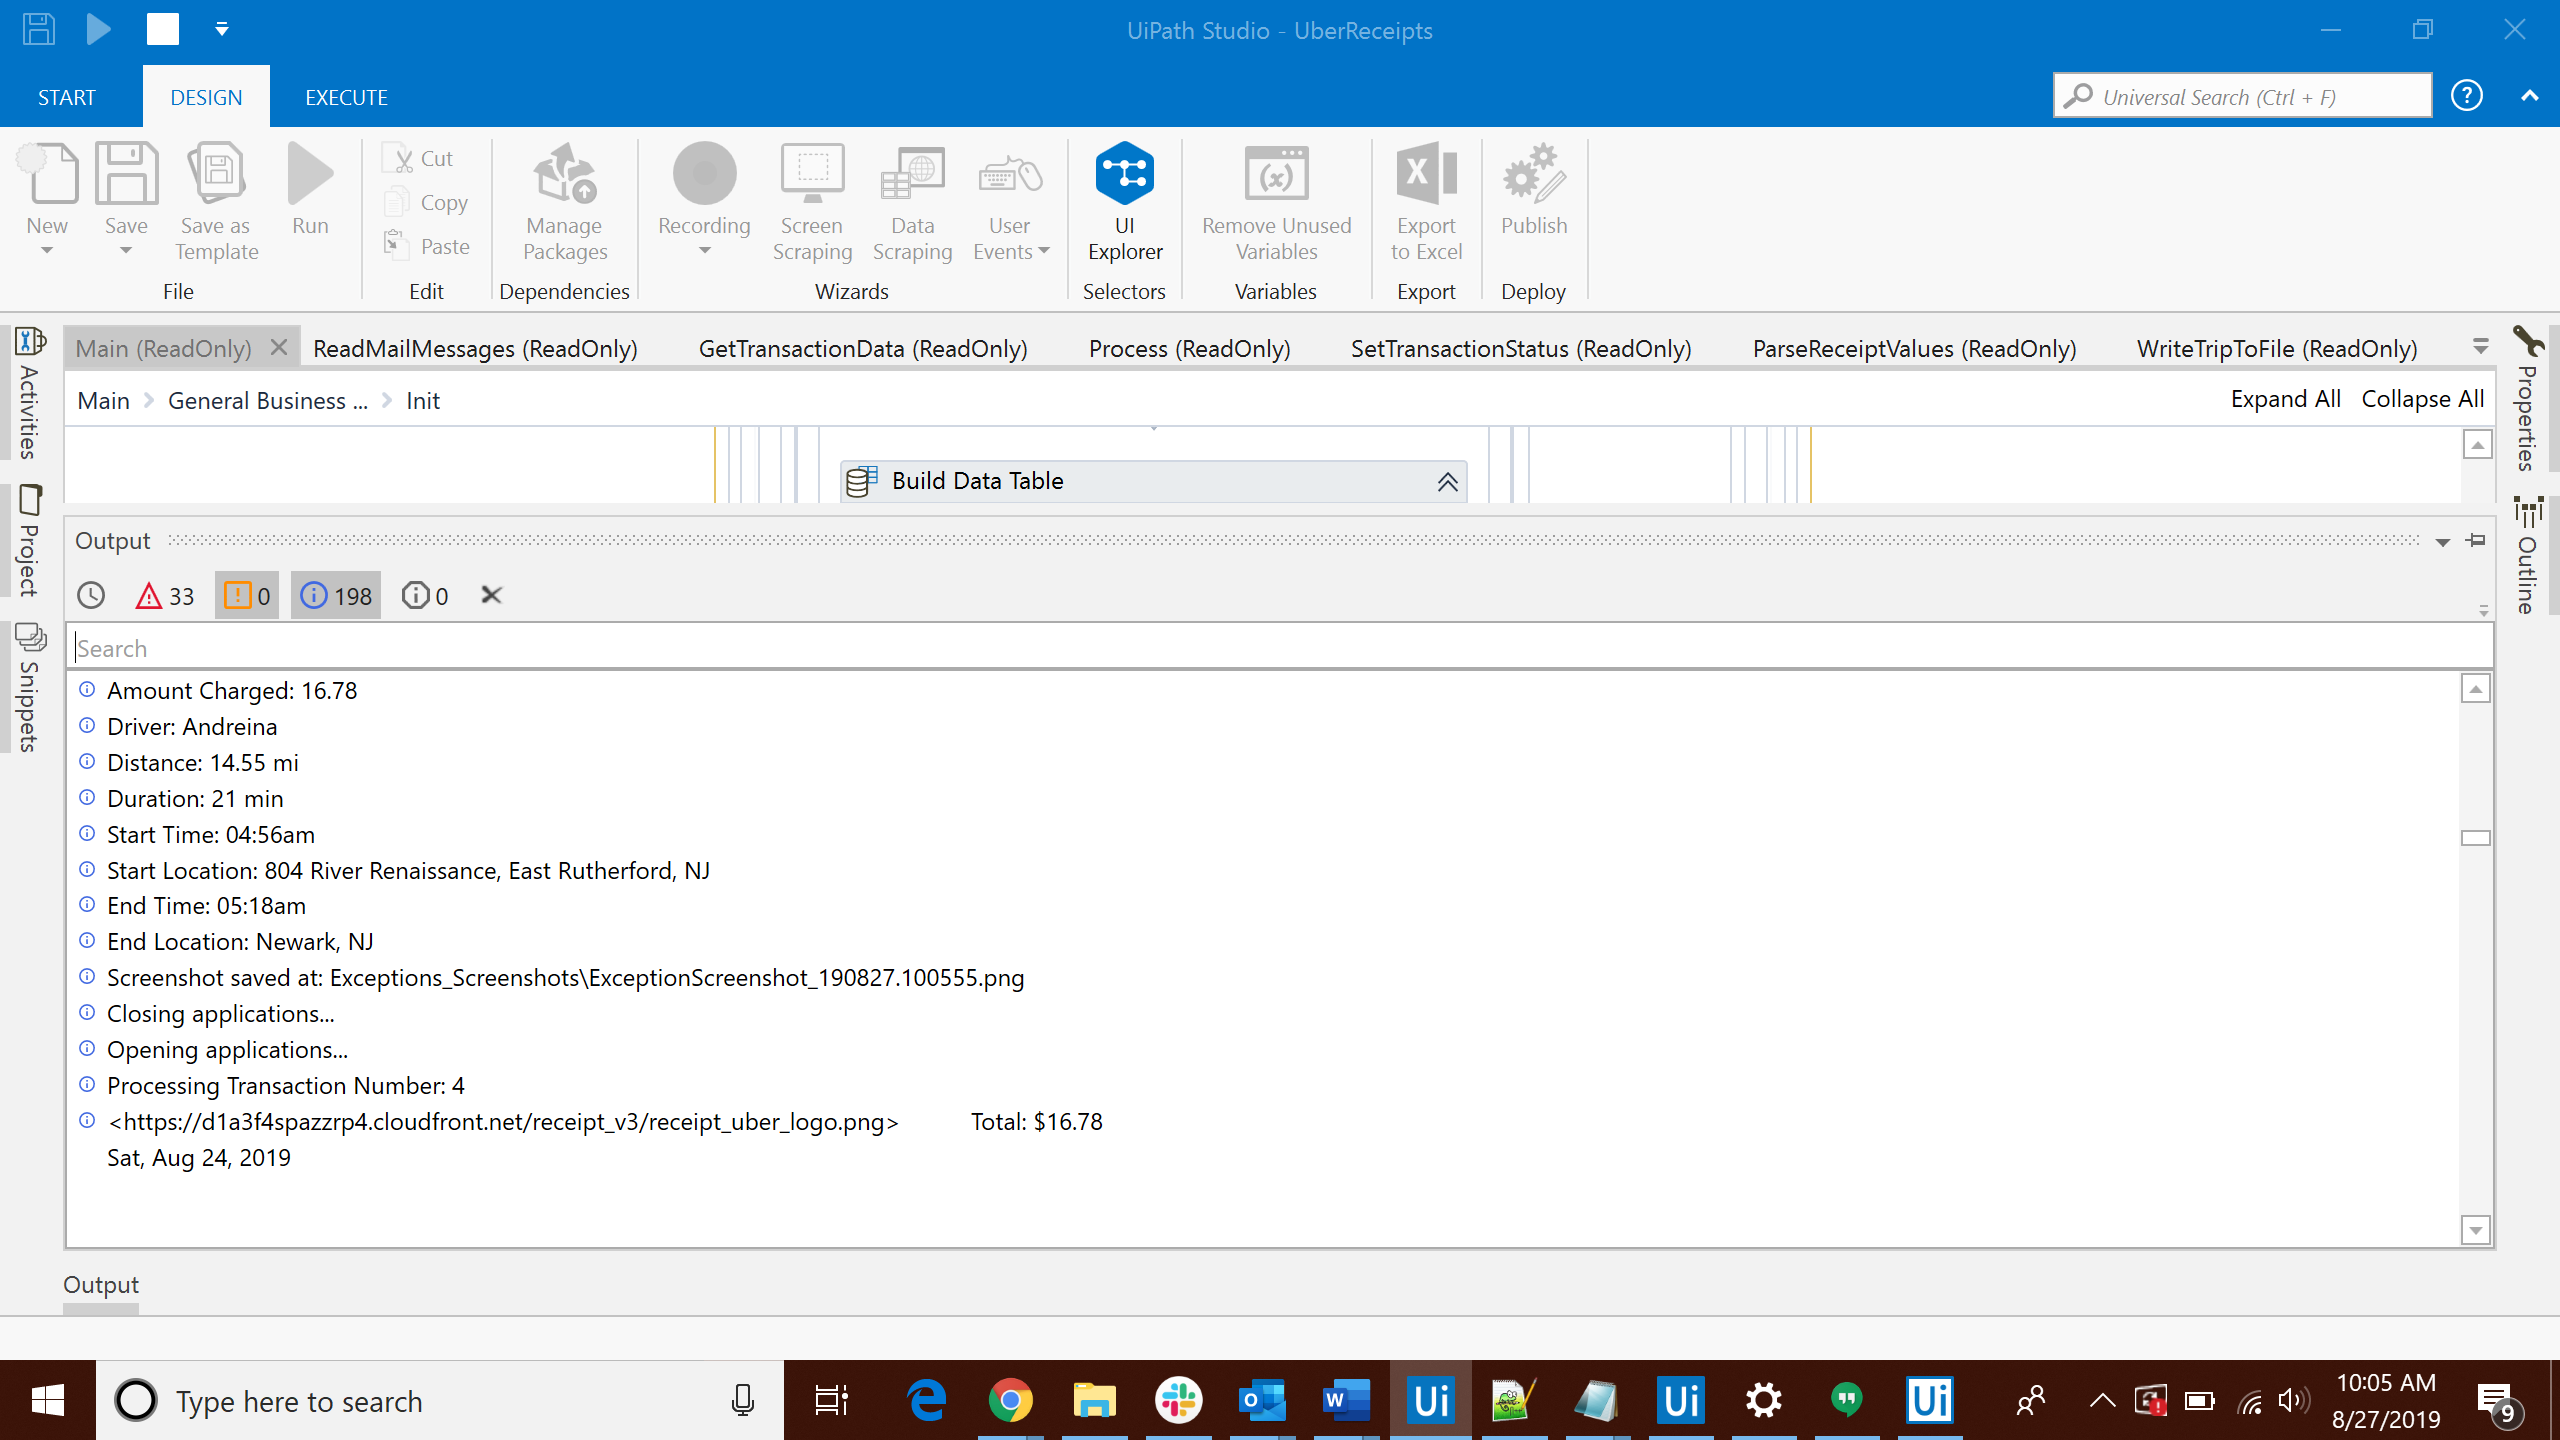 UiPath Studio - UberReceipts
START
DESIGN
EXECUTE
Universal Search (Ctrl + F)
New
Save
Save as Template
Run
File
Cut
Copy
Paste
Edit
Manage Packages
Dependencies
Recording
Screen Scraping
Data Scraping
User Events
Wizards
UI Explorer
Selectors
Remove Unused Variables
Variables
Export to Excel
Export
Publish
Deploy
Activities
Project
Snippets
Properties
Outline
Main (ReadOnly)
ReadMailMessages (ReadOnly)
GetTransactionData (ReadOnly)
Process (ReadOnly)
SetTransactionStatus (ReadOnly)
ParseReceiptValues (ReadOnly)
WriteTripToFile (ReadOnly)
Main > General Business ... > Init
Expand All
Collapse All
Build Data Table
Output
33
0
198
0
Search
Amount Charged: 16.78
Driver: Andreina
Distance: 14.55 mi
Duration: 21 min
Start Time: 04:56am
Start Location: 804 River Renaissance, East Rutherford, NJ
End Time: 05:18am
End Location: Newark, NJ
Screenshot saved at: Exceptions_Screenshots\ExceptionScreenshot_190827.100555.png
Closing applications...
Opening applications...
Processing Transaction Number: 4
<https://d1a3f4spazzrp4.cloudfront.net/receipt_v3/receipt_uber_logo.png> Total: $16.78
Sat, Aug 24, 2019
Output
Type here to search
10:05 AM
8/27/2019
9